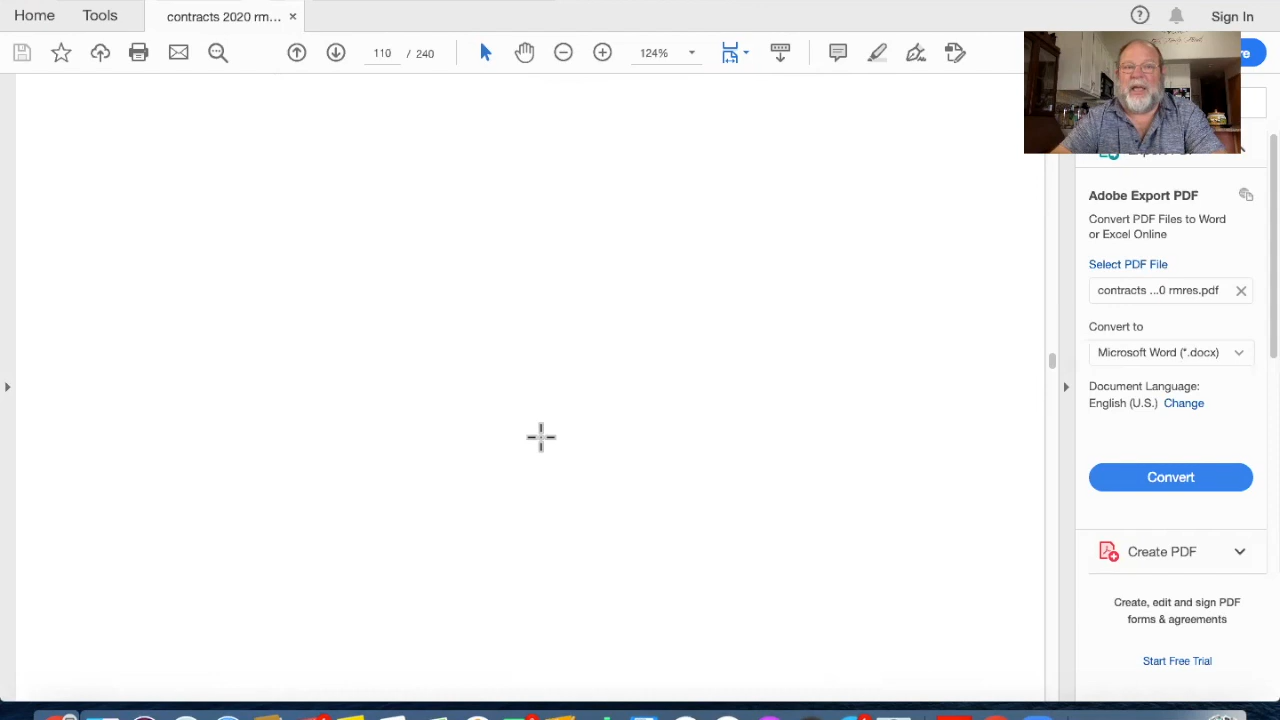 Home
Tools
contracts 2020 rm... ×
Sign In
110 / 240
124%
Adobe Export PDF
Convert PDF Files to Word
or Excel Online
Select PDF File
contracts ...0 rmres.pdf
Convert to
Microsoft Word (*.docx)
Document Language:
English (U.S.) Change
Convert
Create PDF
Create, edit and sign PDF
forms & agreements
Start Free Trial